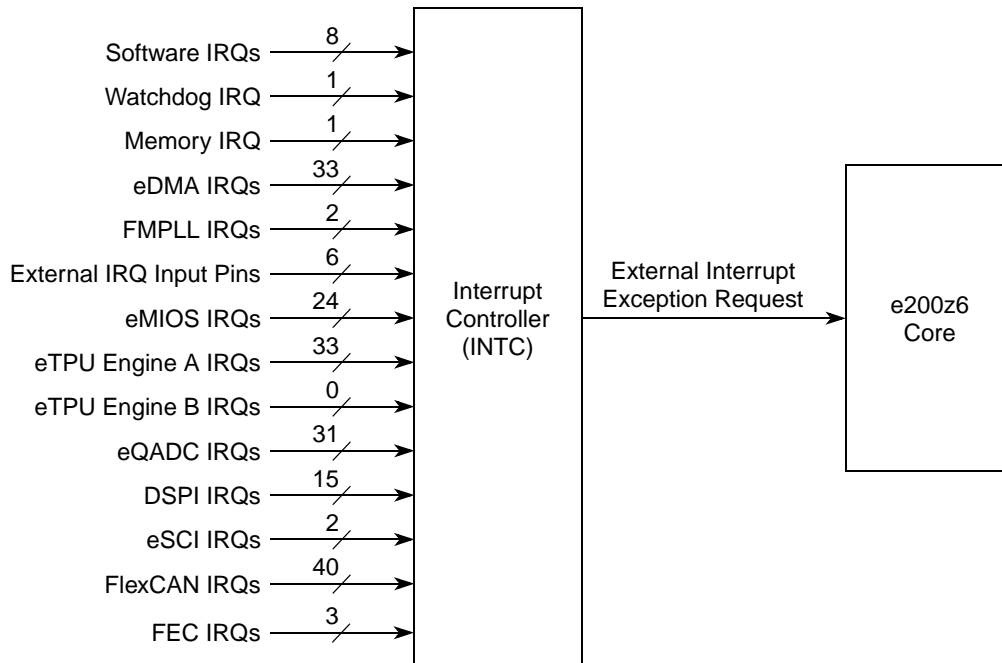 Software IRQs 8
Watchdog IRQ 1
Memory IRQ 1
eDMA IRQs 33
FMPLL IRQs 2
External IRQ Input Pins 6
eMIOS IRQs 24
eTPU Engine A IRQs 33
eTPU Engine B IRQs 0
eQADC IRQs 31
DSPI IRQs 15
eSCI IRQs 2
FlexCAN IRQs 40
FEC IRQs 3
Interrupt
Controller
(INTC)
External Interrupt
Exception Request
e200z6
Core